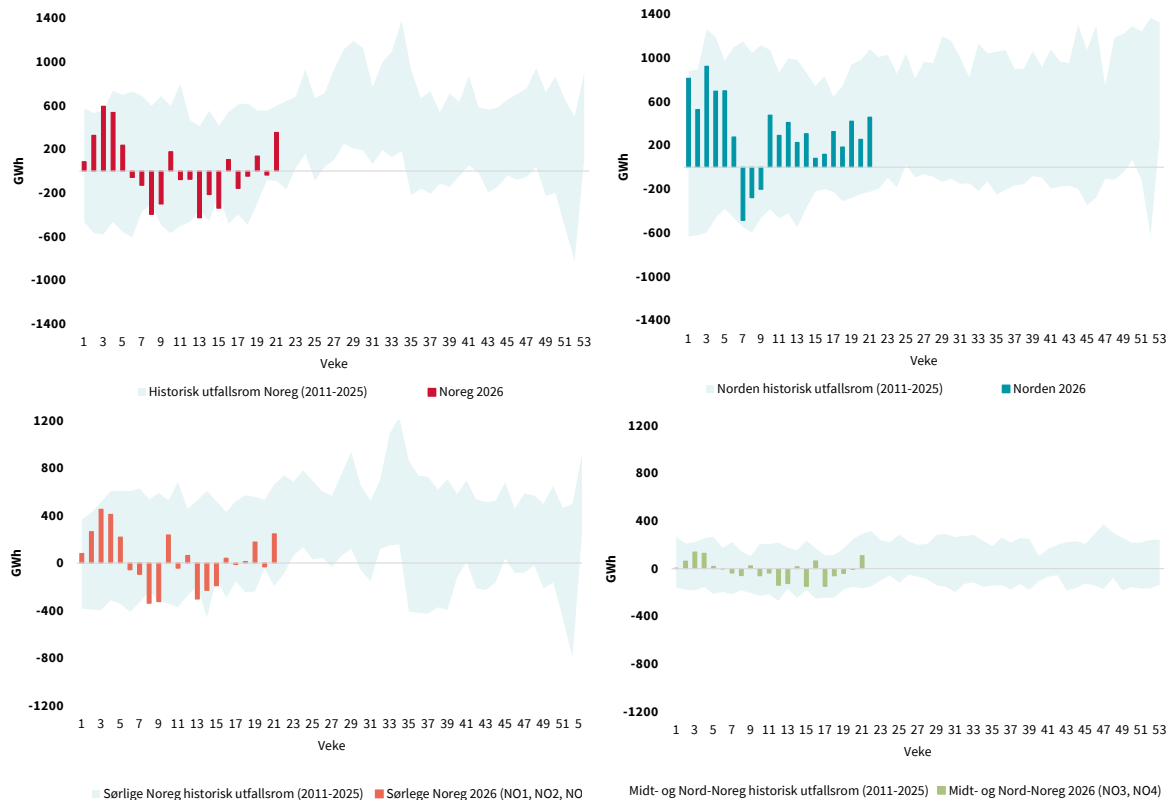 1400
1000
600
200
-200
-600
-1000
-1400
GWh
1 3 5 7 9 11 13 15 17 19 21 23 25 27 29 31 33 35 37 39 41 43 45 47 49 51 53
Veke
Historisk utfallsrom Noreg (2011-2025) Noreg 2026
1400
1000
600
200
-200
-600
-1000
-1400
GWh
1 3 5 7 9 11 13 15 17 19 21 23 25 27 29 31 33 35 37 39 41 43 45 47 49 51 53
Veke
Norden historisk utfallsrom (2011-2025) Norden 2026
1200
800
400
0
-400
-800
-1200
GWh
1 3 5 7 9 11 13 15 17 19 21 23 25 27 29 31 33 35 37 39 41 43 45 47 49 51 5
Veke
Sørlige Noreg historisk utfallsrom (2011-2025) Sørlege Noreg 2026 (NO1, NO2, NO
1200
800
400
0
-400
-800
-1200
GWh
1 3 5 7 9 11 13 15 17 19 21 23 25 27 29 31 33 35 37 39 41 43 45 47 49 51 53
Veke
Midt- og Nord-Noreg historisk utfallsrom (2011-2025) Midt- og Nord-Noreg 2026 (NO3, NO4)